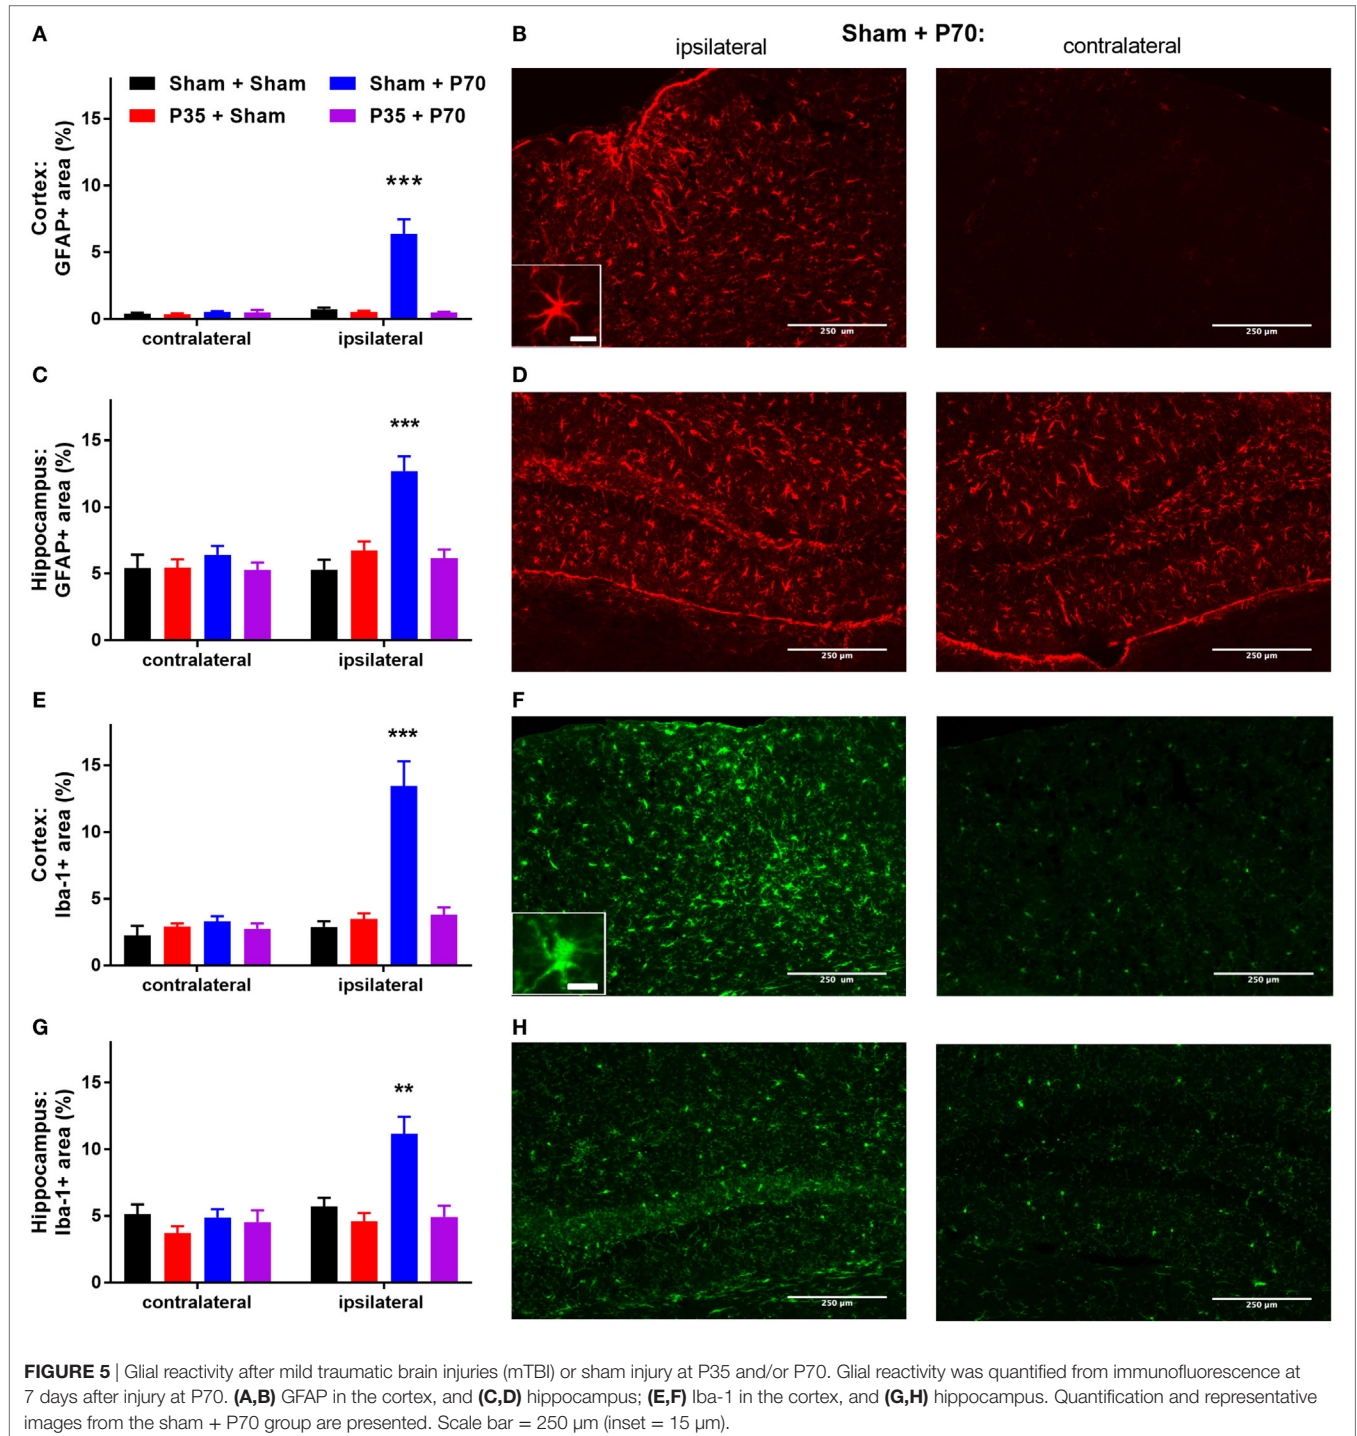 A
Sham + Sham
Sham + P70
P35 + Sham
P35 + P70
Cortex:
GFAP+ area (%)
15
10
5
0
***
contralateral
ipsilateral
B
Sham + P70:
ipsilateral
contralateral
250 um
250 µm
C
Hippocampus:
GFAP+ area (%)
15
10
5
0
***
contralateral
ipsilateral
D
250 µm
250 µm
E
Cortex:
Iba-1+ area (%)
15
10
5
0
***
contralateral
ipsilateral
F
250 µm
250 µm
G
Hippocampus:
Iba-1+ area (%)
15
10
5
0
**
contralateral
ipsilateral
H
250 µm
250 µm
FIGURE 5 | Glial reactivity after mild traumatic brain injuries (mTBI) or sham injury at P35 and/or P70. Glial reactivity was quantified from immunofluorescence at
7 days after injury at P70. (A,B) GFAP in the cortex, and (C,D) hippocampus; (E,F) Iba-1 in the cortex, and (G,H) hippocampus. Quantification and representative
images from the sham + P70 group are presented. Scale bar = 250 µm (inset = 15 µm).